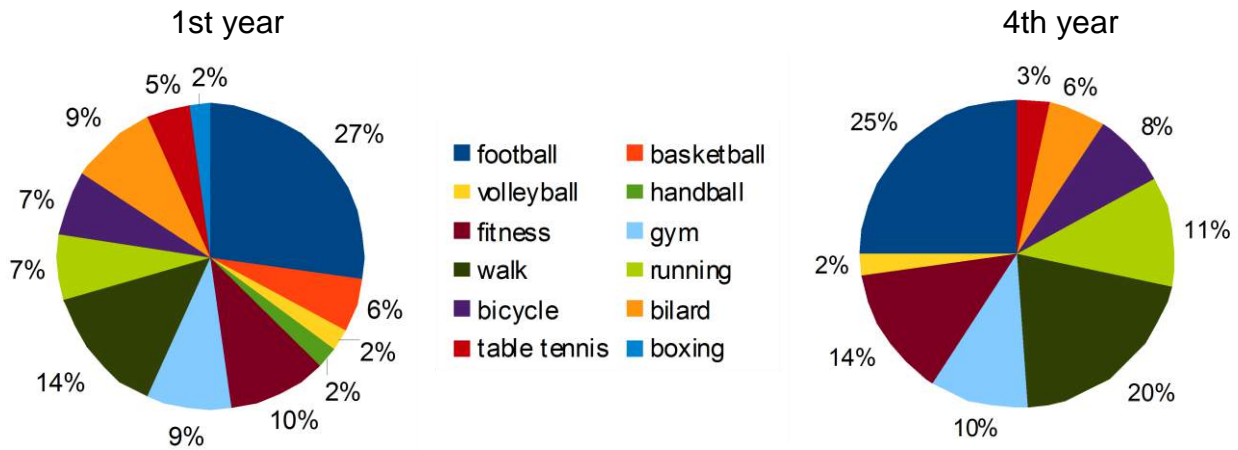 1st year
4th year
5% 2%
9%
27%
7%
7%
14%
9%
10%
2%
2%
6%
football basketball
volleyball handball
fitness gym
walk running
bicycle bilard
table tennis boxing
3%
6%
25%
8%
11%
2%
14%
10%
20%